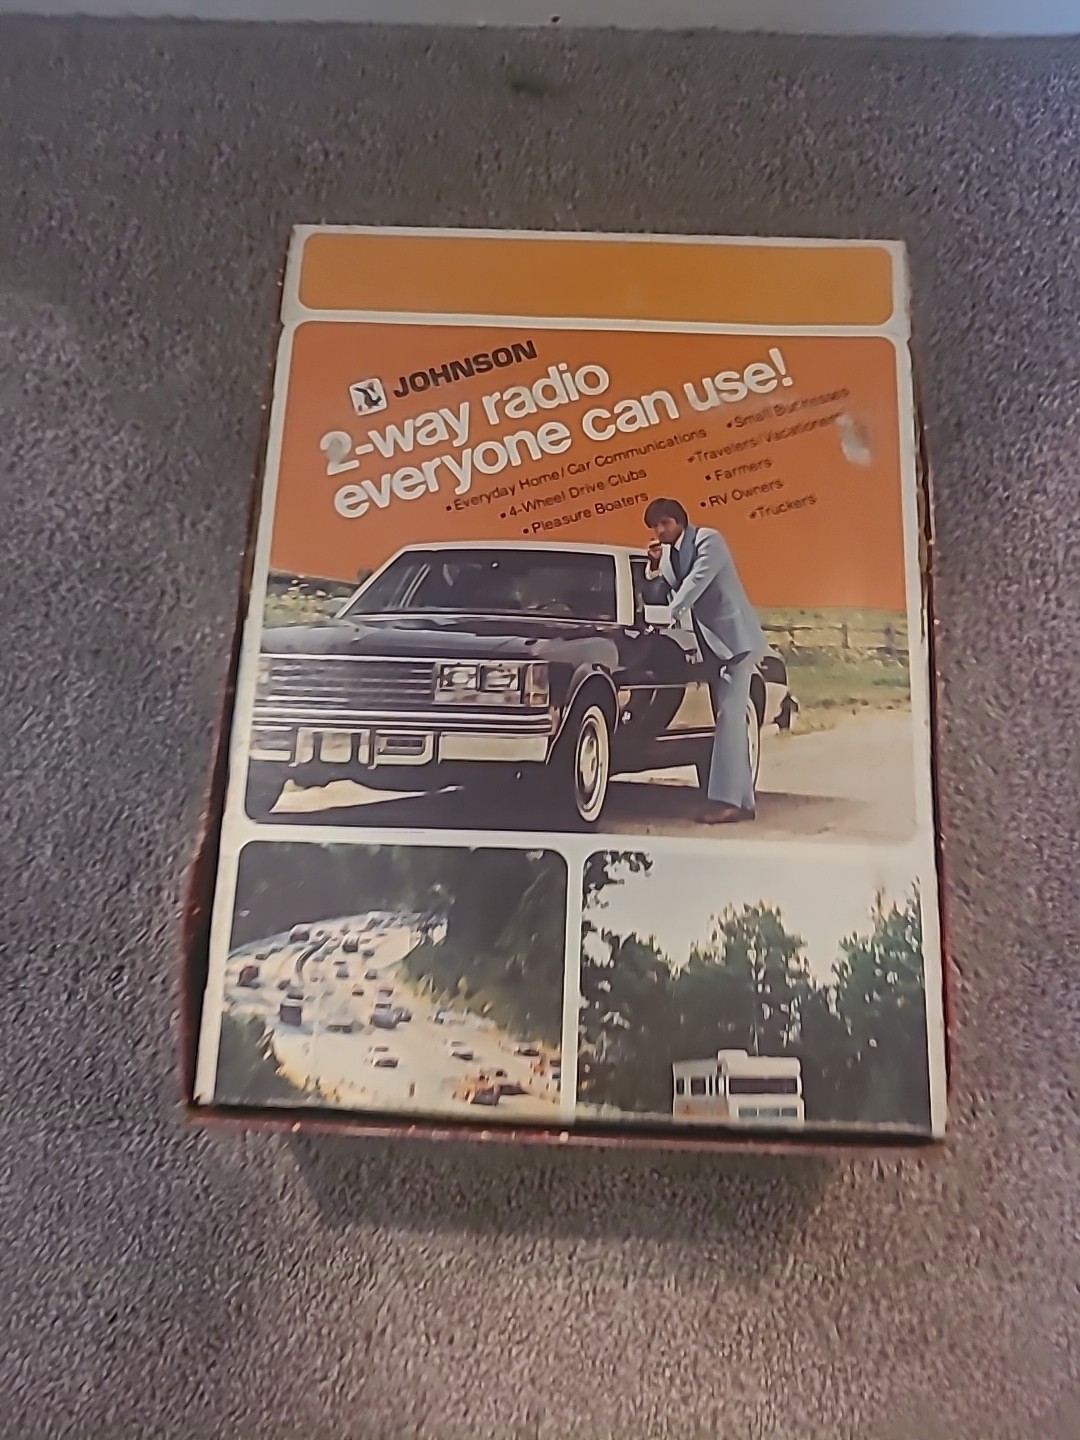 JOHNSON
2-way radio
everyone can use!
• Everyday Home/Car Communications
• 4-Wheel Drive Clubs
• Pleasure Boaters
• Small Businesses
• Travelers/Vacationers
• Farmers
• RV Owners
• Truckers